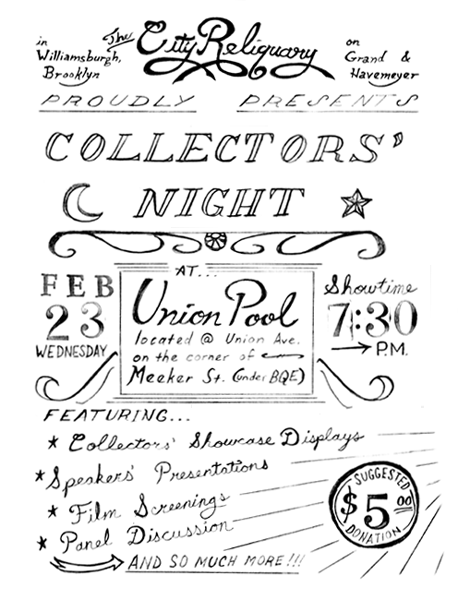 in Williamsburgh, Brooklyn
The City Reliquary
on Grand & Havemeyer
PROUDLY PRESENTS
COLLECTORS'
NIGHT
FEB
23
WEDNESDAY
AT...
Union Pool
located @ Union Ave.
on the corner of
Meeker St. (under BQE)
Showtime
7:30
P.M.
FEATURING...
* Collectors' Showcase Displays
* Speakers' Presentations
* Film Screenings
* Panel Discussion
AND SO MUCH MORE!!!
SUGGESTED
$5.00
DONATION